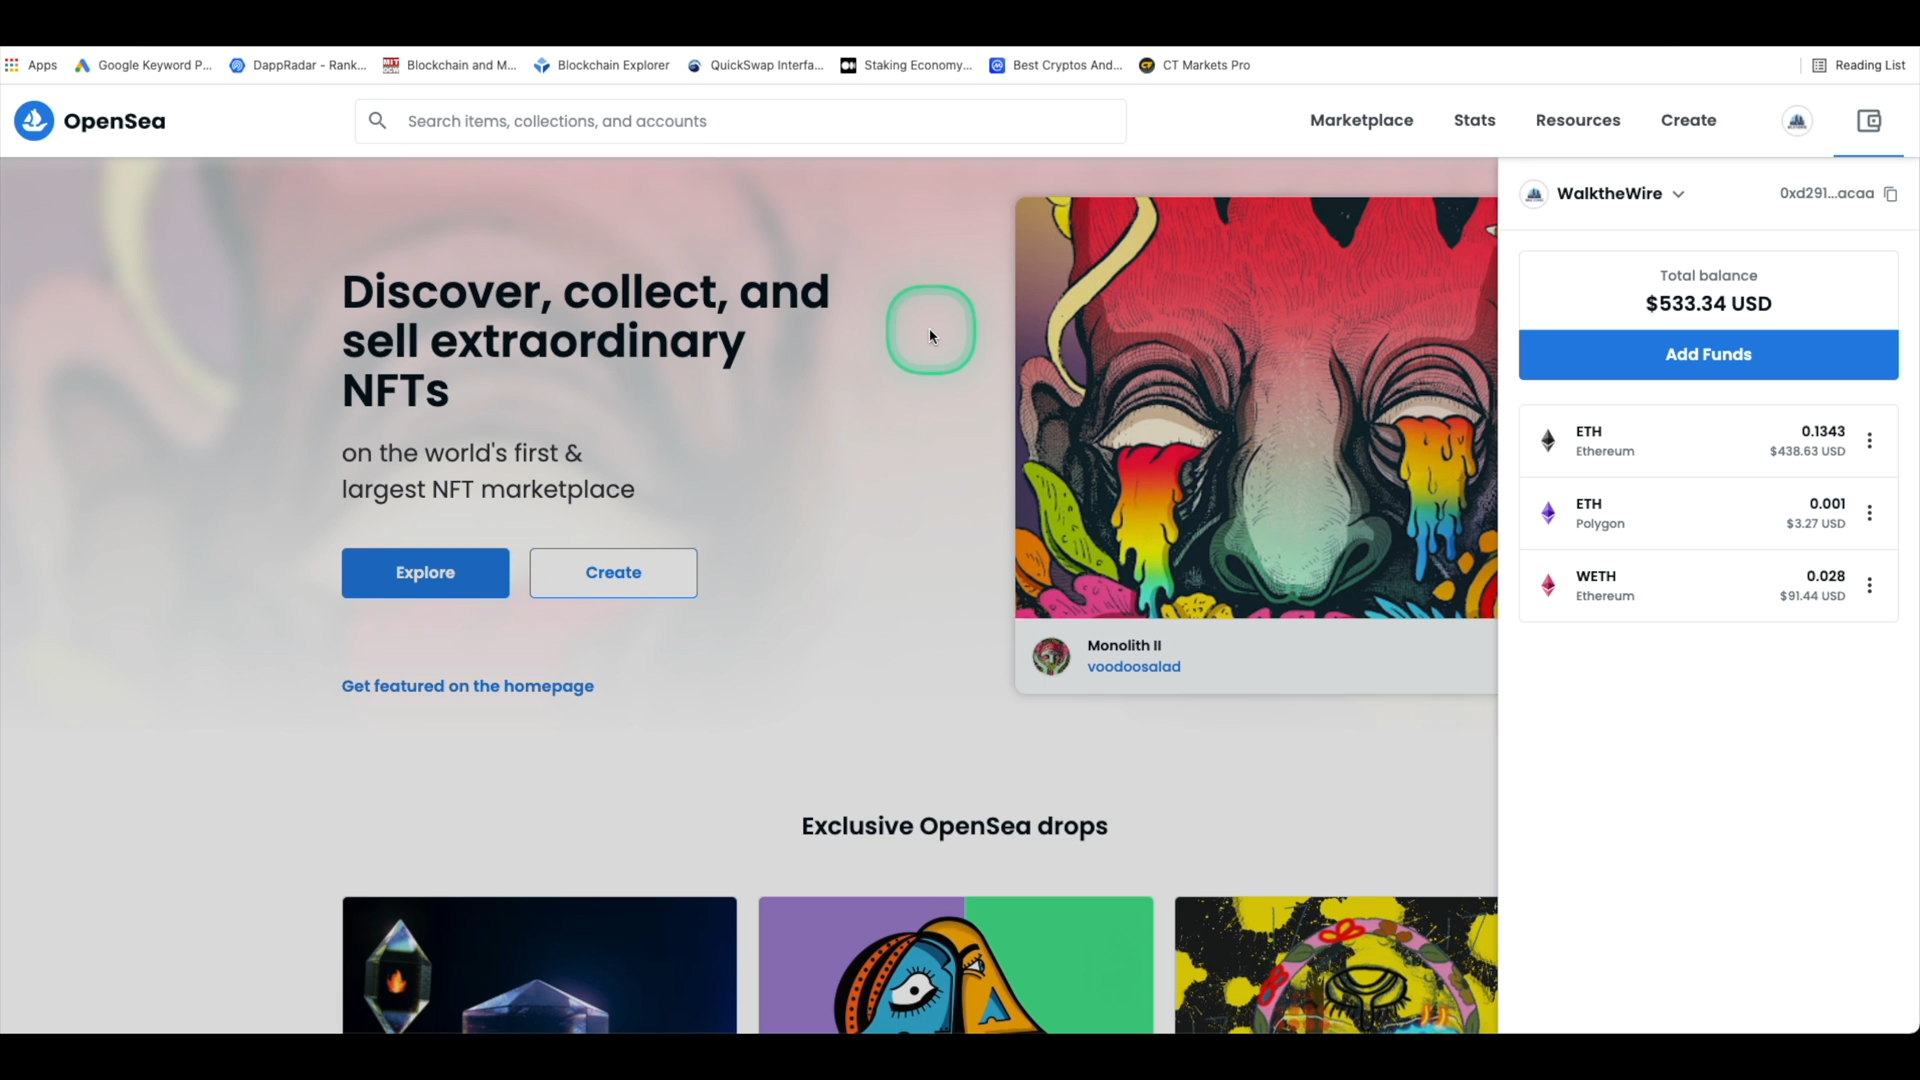 Apps
Google Keyword P...
DappRadar - Rank...
Blockchain and M...
Blockchain Explorer
QuickSwap Interfa...
Staking Economy...
Best Cryptos And...
CT Markets Pro
Reading List
OpenSea
Search items, collections, and accounts
Marketplace
Stats
Resources
Create
WalktheWire
0xd291...acaa
Total balance
$533.34 USD
Add Funds
ETH 0.1343
Ethereum $438.63 USD
ETH 0.001
Polygon $3.27 USD
WETH 0.028
Ethereum $91.44 USD
Discover, collect, and
sell extraordinary
NFTs
on the world's first &
largest NFT marketplace
Explore
Create
Get featured on the homepage
Monolith II
voodoosalad
Exclusive OpenSea drops